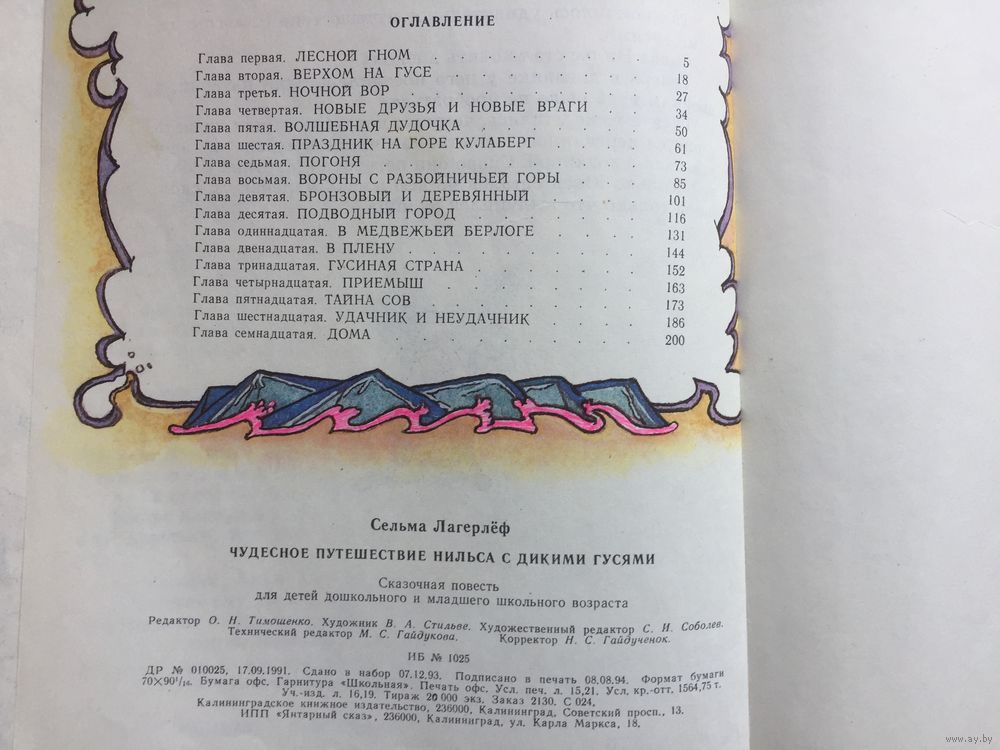 ОГЛАВЛЕНИЕ
Глава первая. ЛЕСНОЙ ГНОМ . . . . . . . . 5
Глава вторая. ВЕРХОМ НА ГУСЕ . . . . . . . 18
Глава третья. НОЧНОЙ ВОР . . . . . . . . 27
Глава четвертая. НОВЫЕ ДРУЗЬЯ И НОВЫЕ ВРАГИ . . . 34
Глава пятая. ВОЛШЕБНАЯ ДУДОЧКА . . . . . . 50
Глава шестая. ПРАЗДНИК НА ГОРЕ КУЛАБЕРГ . . . . 61
Глава седьмая. ПОГОНЯ . . . . . . . . 73
Глава восьмая. ВОРОНЫ С РАЗБОЙНИЧЬЕЙ ГОРЫ . . . 85
Глава девятая. БРОНЗОВЫЙ И ДЕРЕВЯННЫЙ . . . . 101
Глава десятая. ПОДВОДНЫЙ ГОРОД . . . . . . 116
Глава одиннадцатая. В МЕДВЕЖЬЕЙ БЕРЛОГЕ . . . . 131
Глава двенадцатая. В ПЛЕНУ . . . . . . . . 144
Глава тринадцатая. ГУСИНАЯ СТРАНА . . . . . . 152
Глава четырнадцатая. ПРИЕМЫШ . . . . . . . 163
Глава пятнадцатая. ТАЙНА СОВ . . . . . . . 173
Глава шестнадцатая. УДАЧНИК И НЕУДАЧНИК . . . . 186
Глава семнадцатая. ДОМА . . . . . . . . 200
Сельма Лагерлёф
ЧУДЕСНОЕ ПУТЕШЕСТВИЕ НИЛЬСА С ДИКИМИ ГУСЯМИ
Сказочная повесть
для детей дошкольного и младшего школьного возраста
Редактор О. Н. Тимошенко. Художник В. А. Стильве. Художественный редактор С. И. Соболев.
Технический редактор М. С. Гайдукова. Корректор Н. С. Гайдученок.
ИБ № 1025
ДР № 010025, 17.09.1991. Сдано в набор 07.12.93. Подписано в печать 08.08.94. Формат бумаги
70×90¹/₁₆. Бумага офс. Гарнитура «Школьная». Печать офс. Усл. печ. л. 15,21. Усл. кр.-отт. 1564,75 т.
Уч.-изд. л. 16,19. Тираж 20 000 экз. Заказ 2130. С 024.
Калининградское книжное издательство, 236000, Калининград, Советский просп., 13.
ИПП «Янтарный сказ», 236000, Калининград, ул. Карла Маркса, 18.
www.ay.by